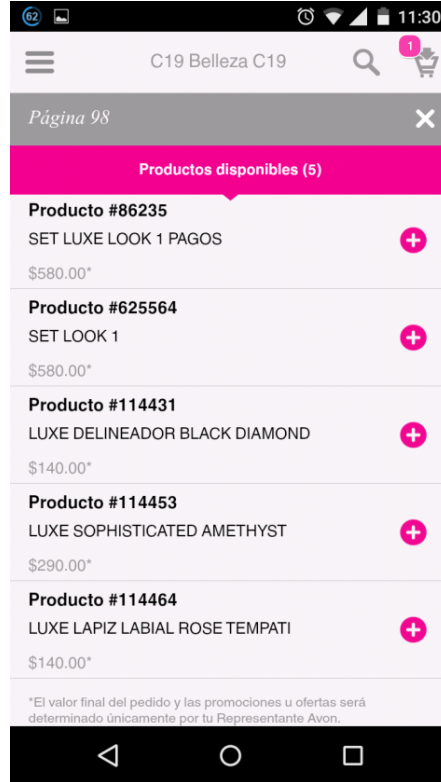 62
11:30
C19 Belleza C19
1
Página 98
Productos disponibles (5)
Producto #86235
SET LUXE LOOK 1 PAGOS
$580.00*
Producto #625564
SET LOOK 1
$580.00*
Producto #114431
LUXE DELINEADOR BLACK DIAMOND
$140.00*
Producto #114453
LUXE SOPHISTICATED AMETHYST
$290.00*
Producto #114464
LUXE LAPIZ LABIAL ROSE TEMPATI
$140.00*
*El valor final del pedido y las promociones u ofertas será
determinado únicamente por tu Representante Avon.